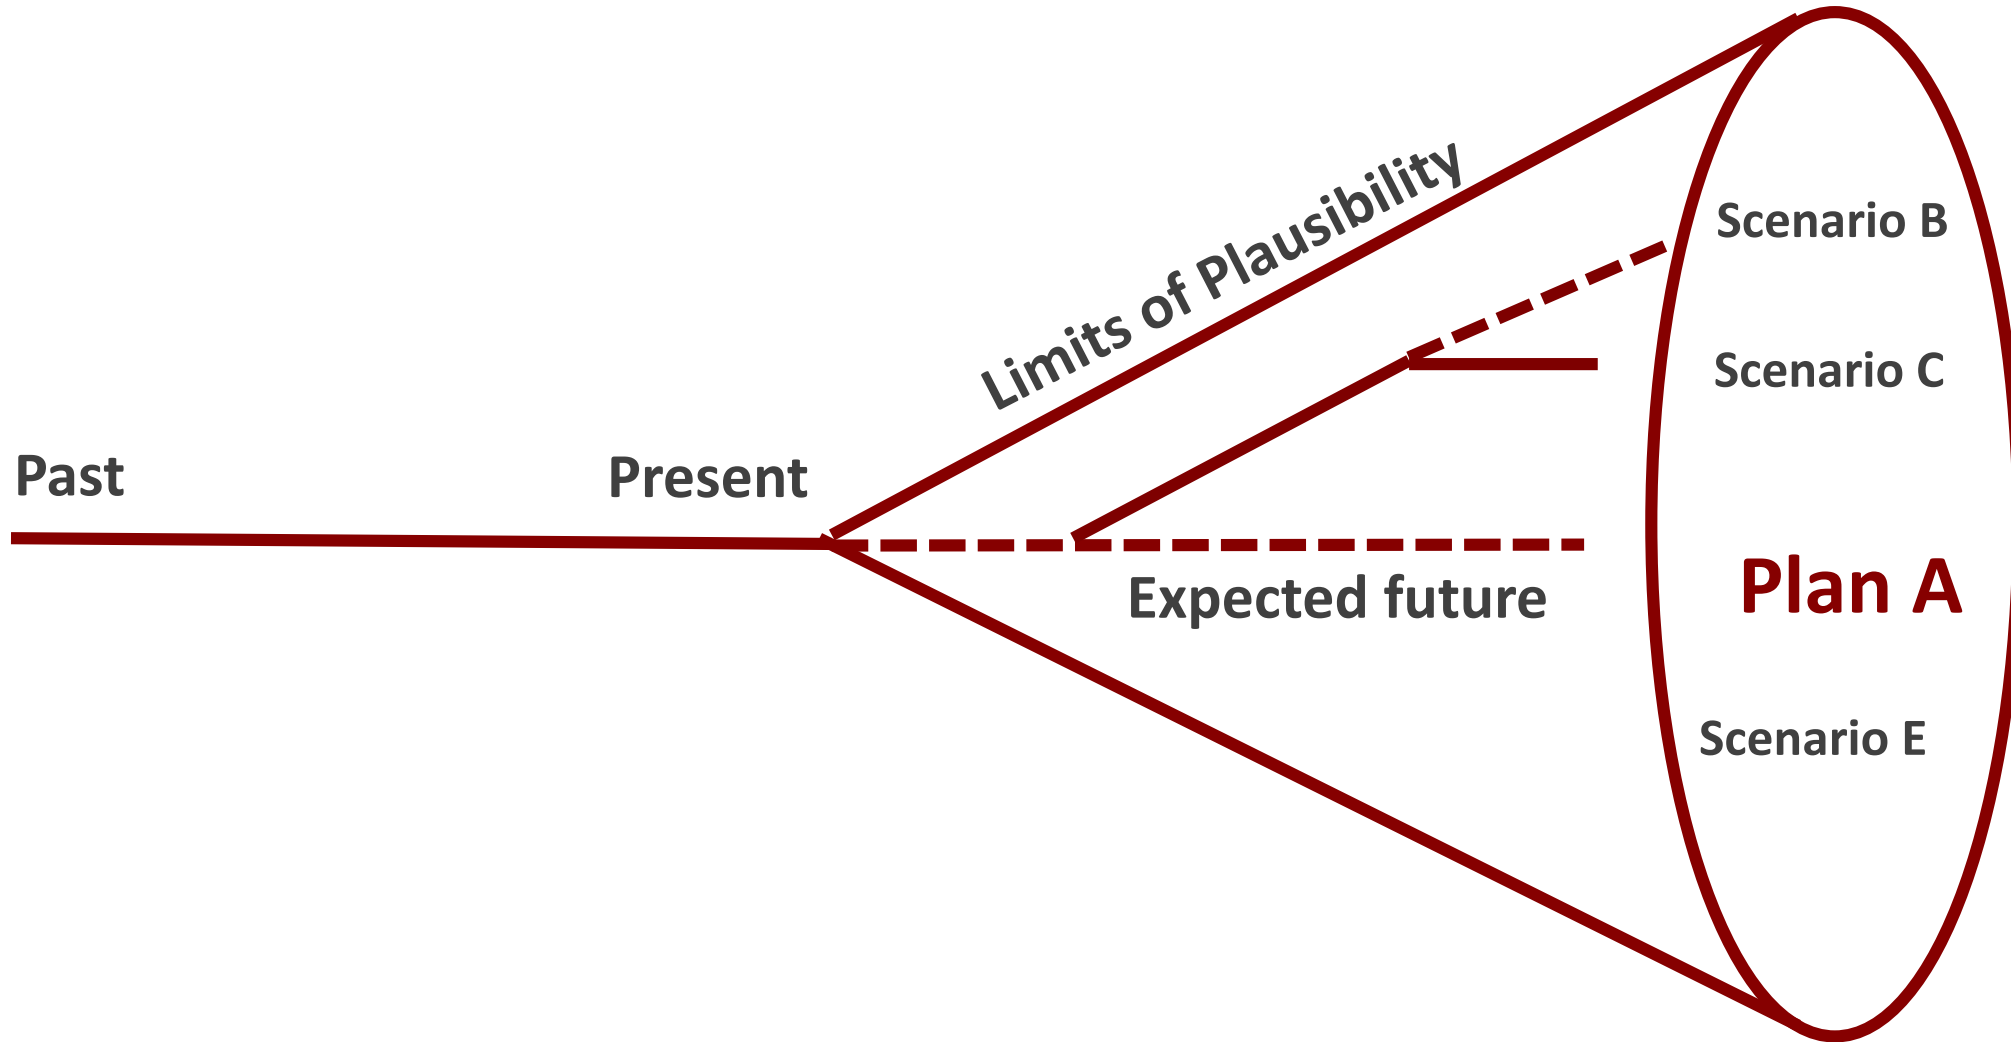 Limits of Plausibility
Scenario B
Scenario C
Past
Present
Expected future
Plan A
Scenario E